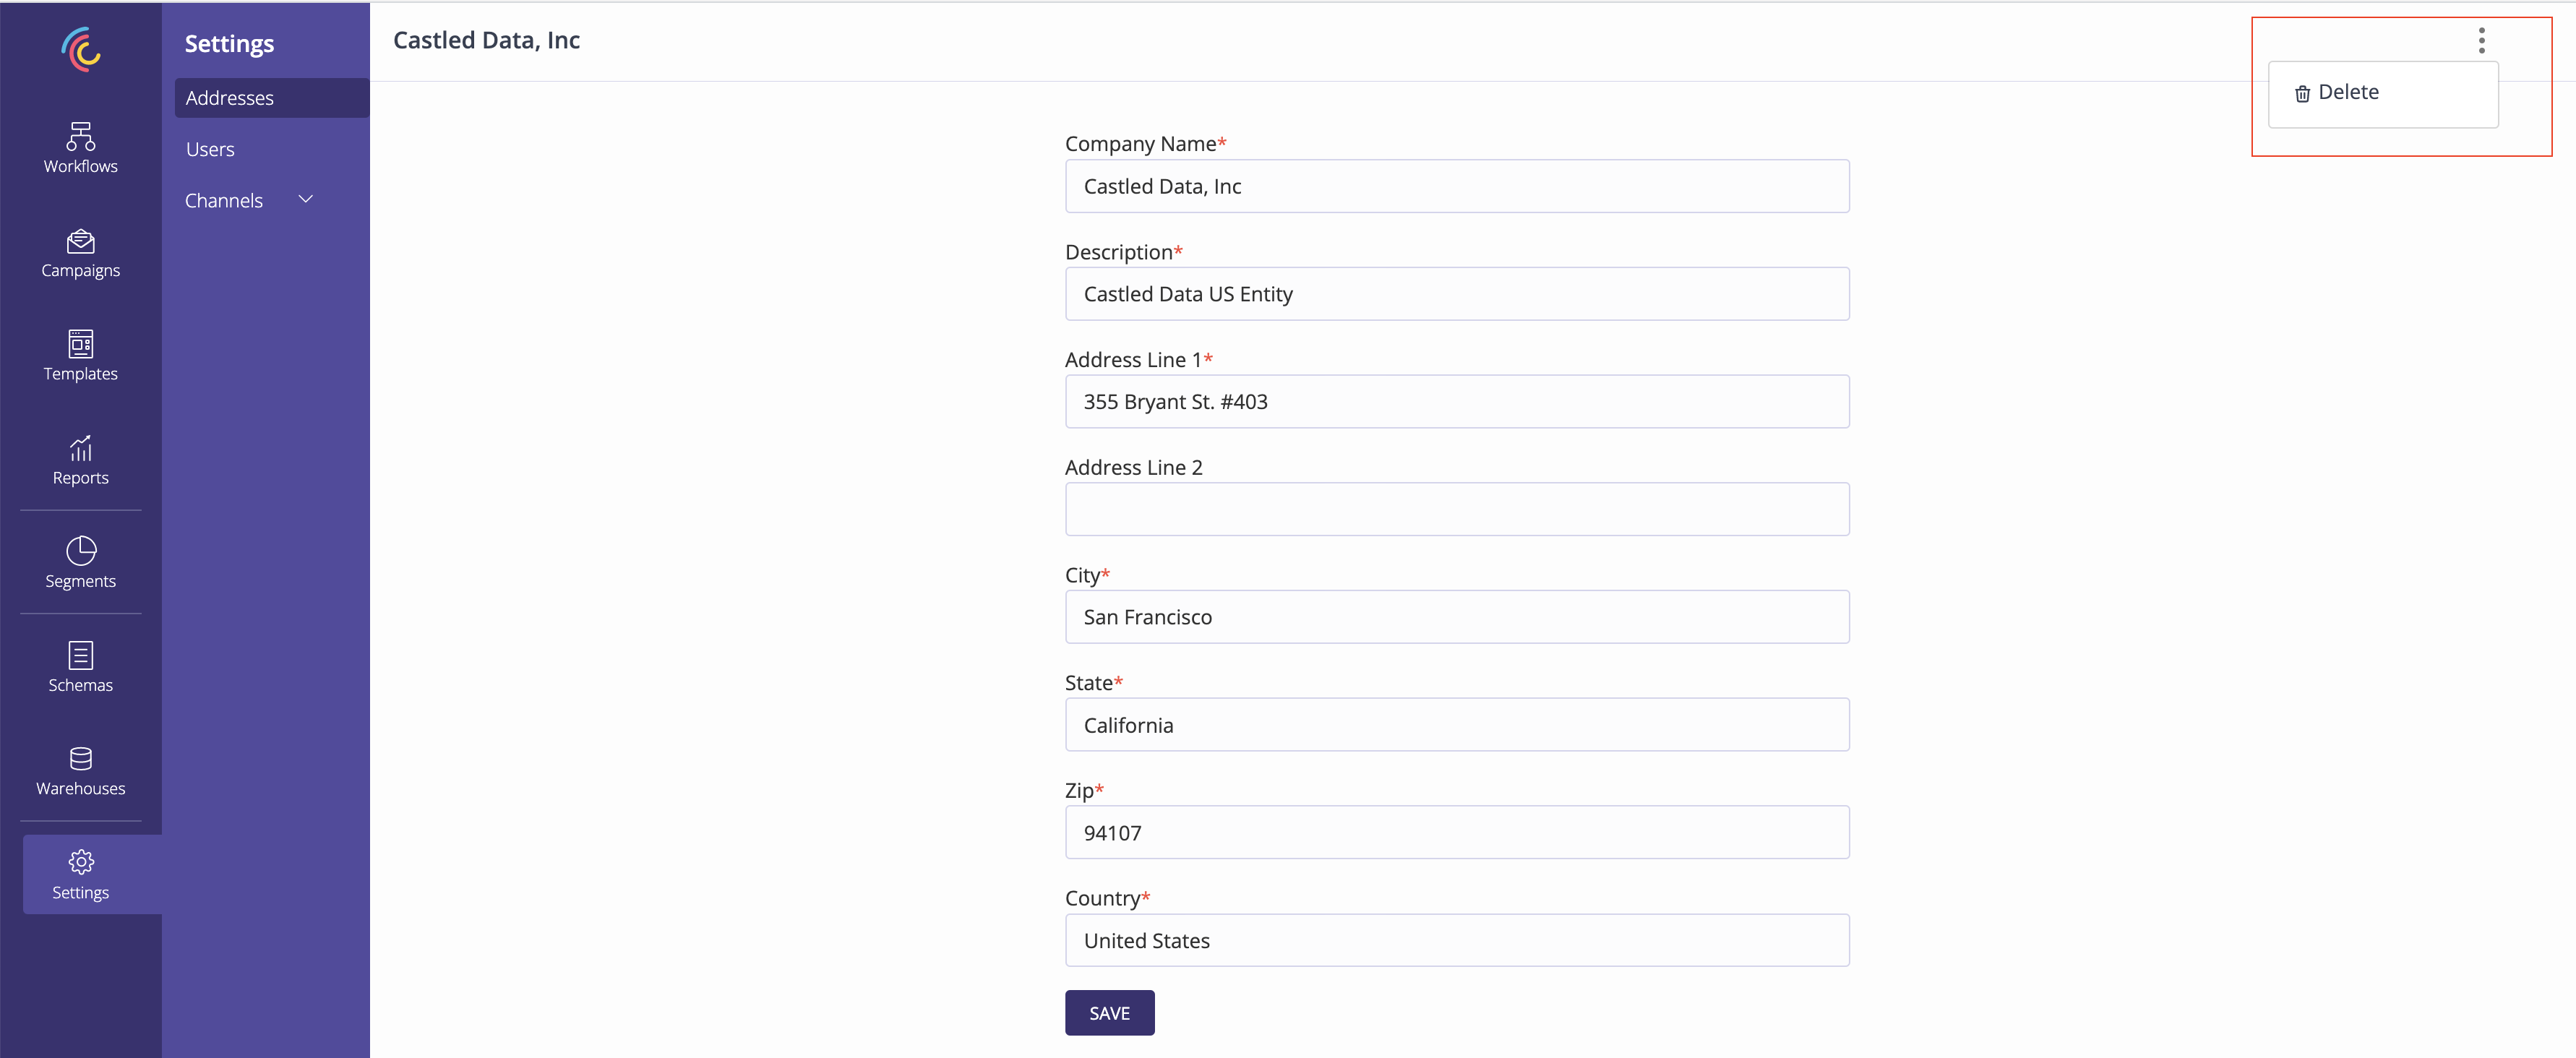 Workflows
Campaigns
Templates
Reports
Segments
Schemas
Warehouses
Settings
Settings
Addresses
Users
Channels
Castled Data, Inc
Delete
Company Name*
Castled Data, Inc
Description*
Castled Data US Entity
Address Line 1*
355 Bryant St. #403
Address Line 2
City*
San Francisco
State*
California
Zip*
94107
Country*
United States
SAVE